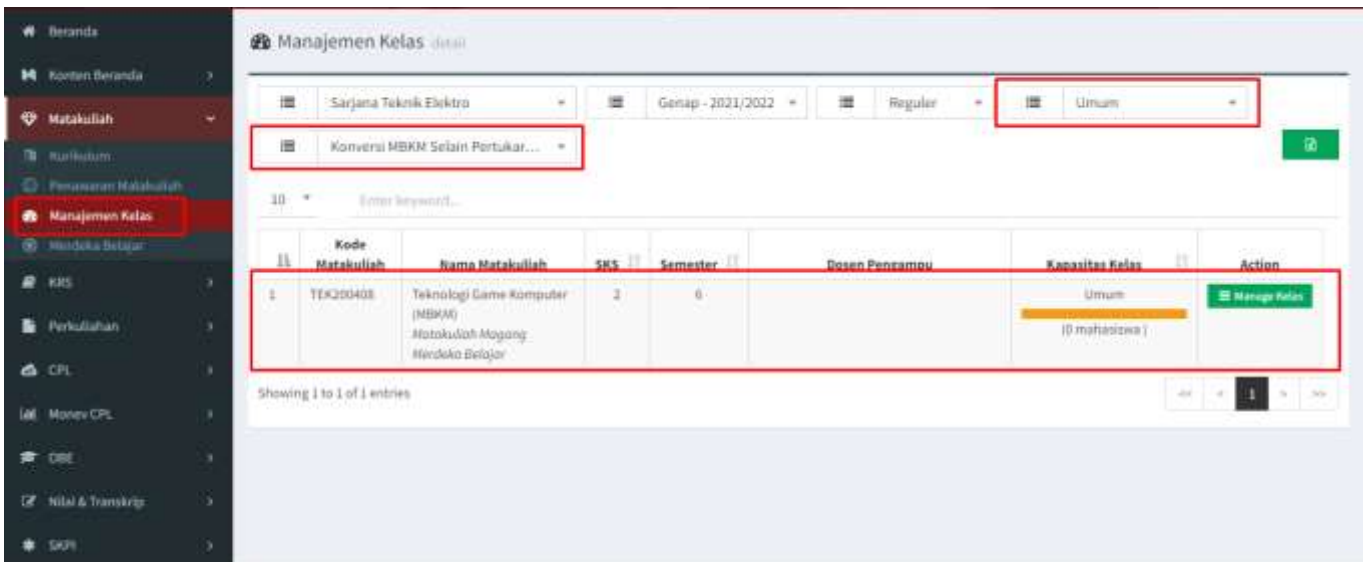 Beranda
Konten Beranda
Matakuliah
Kurikulum
Penawaran Matakuliah
Manajemen Kelas
Merdeka Belajar
KRS
Perkuliahan
CPL
Monev CPL
OBE
Nilai & Transkrip
SKPI
Manajemen Kelas detail
Sarjana Teknik Elektro
Genap - 2021/2022
Reguler
Umum
Konversi MBKM Selain Pertukar...
10
Enter keyword...
Kode Matakuliah
Nama Matakuliah
SKS
Semester
Dosen Pengampu
Kapasitas Kelas
Action
1
TEK200408
Teknologi Game Komputer
(MBKM)
Matakuliah Magang
Merdeka Belajar
2
6
Umum
(0 mahasiswa )
Manage Kelas
Showing 1 to 1 of 1 entries
<< < 1 > >>